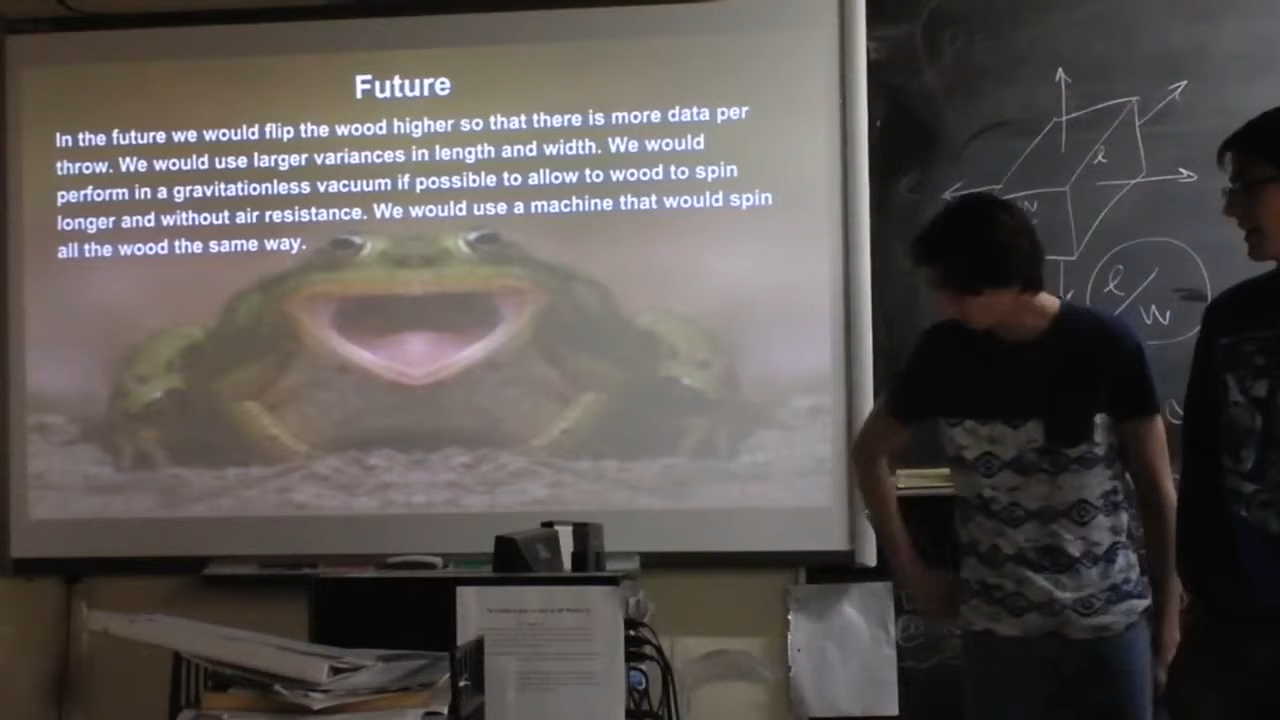 Future
In the future we would flip the wood higher so that there is more data per
throw. We would use larger variances in length and width. We would
perform in a gravitationless vacuum if possible to allow to wood to spin
longer and without air resistance. We would use a machine that would spin
all the wood the same way.
l
W
l/W